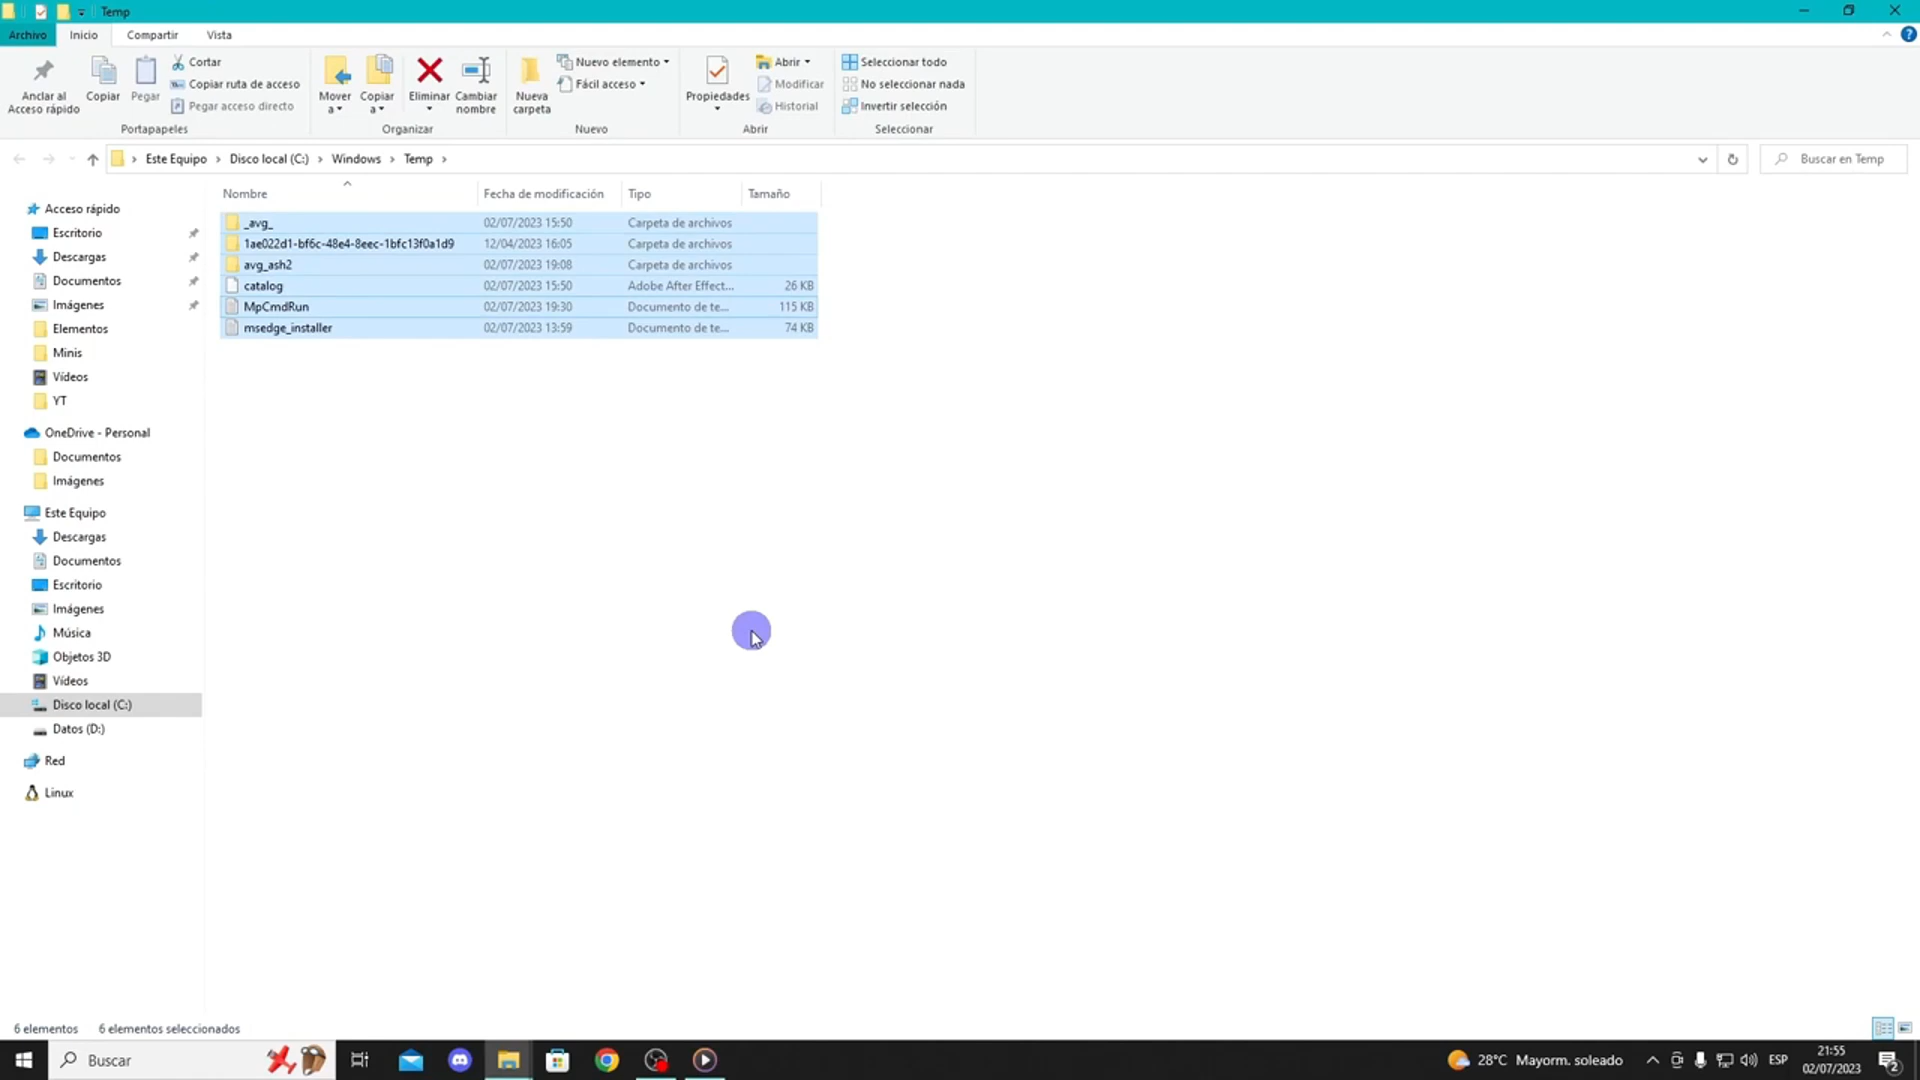 Temp
Archivo
Inicio
Compartir
Vista
Anclar al
Acceso rápido
Copiar
Pegar
Cortar
Copiar ruta de acceso
Pegar acceso directo
Portapapeles
Mover
a
Copiar
a
Eliminar
Cambiar
nombre
Organizar
Nueva
carpeta
Nuevo elemento
Fácil acceso
Nuevo
Propiedades
Abrir
Modificar
Historial
Abrir
Seleccionar todo
No seleccionar nada
Invertir selección
Seleccionar
Este Equipo > Disco local (C:) > Windows > Temp >
Buscar en Temp
Nombre Fecha de modificación Tipo Tamaño
_avg_ 02/07/2023 15:50 Carpeta de archivos
1ae022d1-bf6c-48e4-8eec-1bfc13f0a1d9 12/04/2023 16:05 Carpeta de archivos
avg_ash2 02/07/2023 19:08 Carpeta de archivos
catalog 02/07/2023 15:50 Adobe After Effect... 26 KB
MpCmdRun 02/07/2023 19:30 Documento de te... 115 KB
msedge_installer 02/07/2023 13:59 Documento de te... 74 KB
Acceso rápido
Escritorio
Descargas
Documentos
Imágenes
Elementos
Minis
Vídeos
YT
OneDrive - Personal
Documentos
Imágenes
Este Equipo
Descargas
Documentos
Escritorio
Imágenes
Música
Objetos 3D
Vídeos
Disco local (C:)
Datos (D:)
Red
Linux
6 elementos 6 elementos seleccionados
Buscar
28°C Mayorm. soleado
ESP
21:55
02/07/2023
2